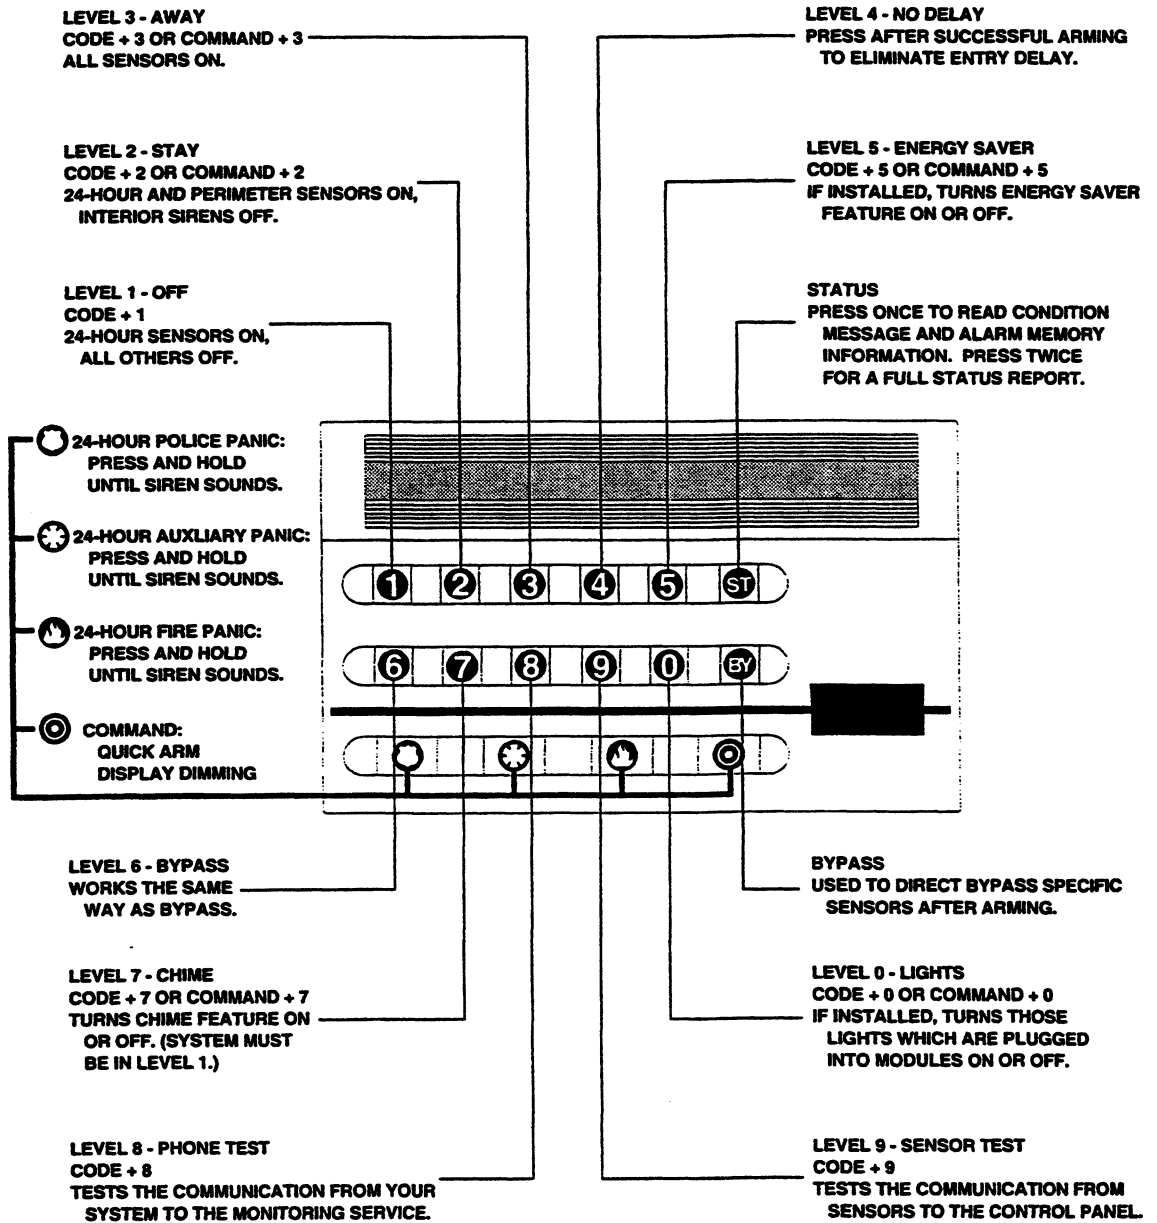 LEVEL 3 - AWAY
CODE + 3 OR COMMAND + 3
ALL SENSORS ON.
LEVEL 4 - NO DELAY
PRESS AFTER SUCCESSFUL ARMING
TO ELIMINATE ENTRY DELAY.
LEVEL 2 - STAY
CODE + 2 OR COMMAND + 2
24-HOUR AND PERIMETER SENSORS ON,
INTERIOR SIRENS OFF.
LEVEL 5 - ENERGY SAVER
CODE + 5 OR COMMAND + 5
IF INSTALLED, TURNS ENERGY SAVER
FEATURE ON OR OFF.
LEVEL 1 - OFF
CODE + 1
24-HOUR SENSORS ON,
ALL OTHERS OFF.
STATUS
PRESS ONCE TO READ CONDITION
MESSAGE AND ALARM MEMORY
INFORMATION. PRESS TWICE
FOR A FULL STATUS REPORT.
24-HOUR POLICE PANIC:
PRESS AND HOLD
UNTIL SIREN SOUNDS.
24-HOUR AUXLIARY PANIC:
PRESS AND HOLD
UNTIL SIREN SOUNDS.
24-HOUR FIRE PANIC:
PRESS AND HOLD
UNTIL SIREN SOUNDS.
COMMAND:
QUICK ARM
DISPLAY DIMMING
1 2 3 4 5 ST
6 7 8 9 0 BY
LEVEL 6 - BYPASS
WORKS THE SAME
WAY AS BYPASS.
BYPASS
USED TO DIRECT BYPASS SPECIFIC
SENSORS AFTER ARMING.
LEVEL 7 - CHIME
CODE + 7 OR COMMAND + 7
TURNS CHIME FEATURE ON
OR OFF. (SYSTEM MUST
BE IN LEVEL 1.)
LEVEL 0 - LIGHTS
CODE + 0 OR COMMAND + 0
IF INSTALLED, TURNS THOSE
LIGHTS WHICH ARE PLUGGED
INTO MODULES ON OR OFF.
LEVEL 8 - PHONE TEST
CODE + 8
TESTS THE COMMUNICATION FROM YOUR
SYSTEM TO THE MONITORING SERVICE.
LEVEL 9 - SENSOR TEST
CODE + 9
TESTS THE COMMUNICATION FROM
SENSORS TO THE CONTROL PANEL.